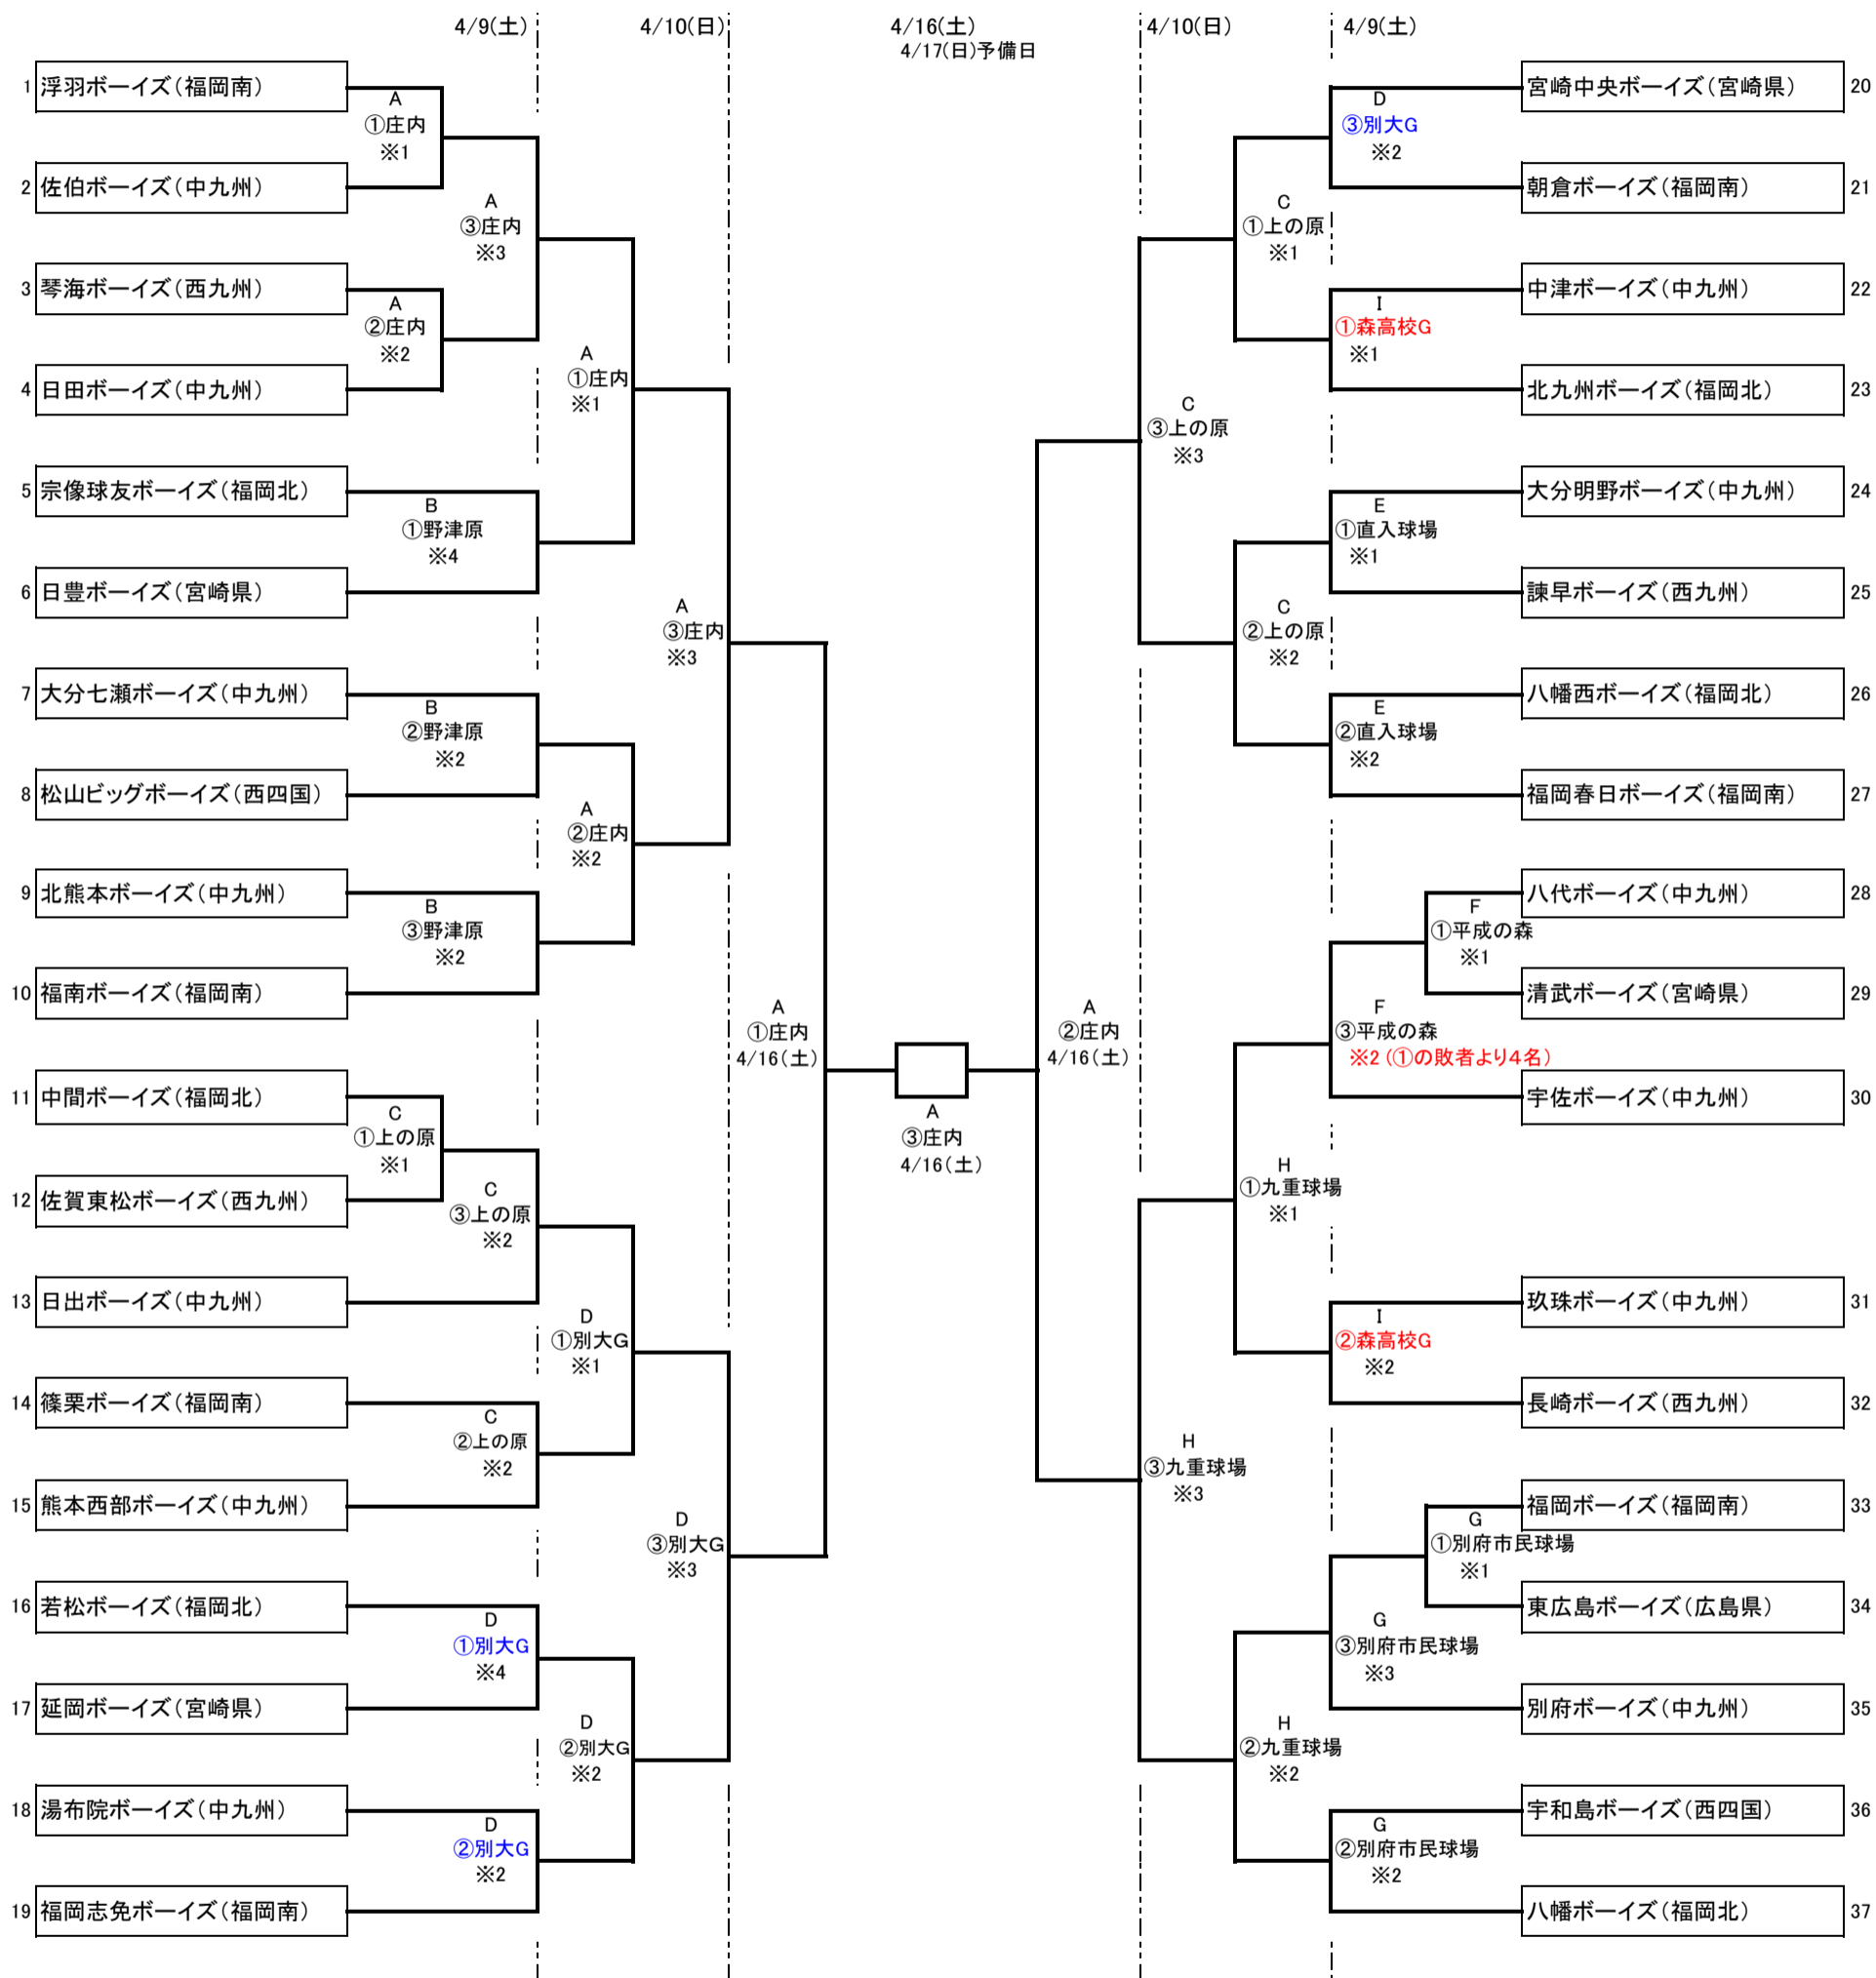 4/9(土)
4/10(日)
4/16(土)
4/17(日)予備日
4/10(日)
4/9(土)
1 浮羽ボーイズ(福岡南)
A
①庄内
※1
2 佐伯ボーイズ(中九州)
A
③庄内
※3
3 琴海ボーイズ(西九州)
A
②庄内
※2
4 日田ボーイズ(中九州)
A
①庄内
※1
5 宗像球友ボーイズ(福岡北)
B
①野津原
※4
6 日豊ボーイズ(宮崎県)
A
③庄内
※3
7 大分七瀬ボーイズ(中九州)
B
②野津原
※2
8 松山ビッグボーイズ(西四国)
A
②庄内
※2
9 北熊本ボーイズ(中九州)
B
③野津原
※2
10 福南ボーイズ(福岡南)
A
①庄内
4/16(土)
11 中間ボーイズ(福岡北)
C
①上の原
※1
12 佐賀東松ボーイズ(西九州)
C
③上の原
※2
13 日出ボーイズ(中九州)
D
①別大G
※1
14 篠栗ボーイズ(福岡南)
C
②上の原
※2
15 熊本西部ボーイズ(中九州)
D
③別大G
※3
16 若松ボーイズ(福岡北)
D
①別大G
※4
17 延岡ボーイズ(宮崎県)
D
②別大G
※2
18 湯布院ボーイズ(中九州)
D
②別大G
※2
19 福岡志免ボーイズ(福岡南)
A
③庄内
4/16(土)
A
②庄内
4/16(土)
宮崎中央ボーイズ(宮崎県) 20
D
③別大G
※2
朝倉ボーイズ(福岡南) 21
C
①上の原
※1
中津ボーイズ(中九州) 22
I
①森高校G
※1
北九州ボーイズ(福岡北) 23
C
③上の原
※3
大分明野ボーイズ(中九州) 24
E
①直入球場
※1
諫早ボーイズ(西九州) 25
C
②上の原
※2
八幡西ボーイズ(福岡北) 26
E
②直入球場
※2
福岡春日ボーイズ(福岡南) 27
八代ボーイズ(中九州) 28
F
①平成の森
※1
清武ボーイズ(宮崎県) 29
F
③平成の森
※2 (①の敗者より4名)
宇佐ボーイズ(中九州) 30
H
①九重球場
※1
玖珠ボーイズ(中九州) 31
I
②森高校G
※2
長崎ボーイズ(西九州) 32
H
③九重球場
※3
福岡ボーイズ(福岡南) 33
G
①別府市民球場
※1
東広島ボーイズ(広島県) 34
G
③別府市民球場
※3
別府ボーイズ(中九州) 35
H
②九重球場
※2
宇和島ボーイズ(西四国) 36
G
②別府市民球場
※2
八幡ボーイズ(福岡北) 37